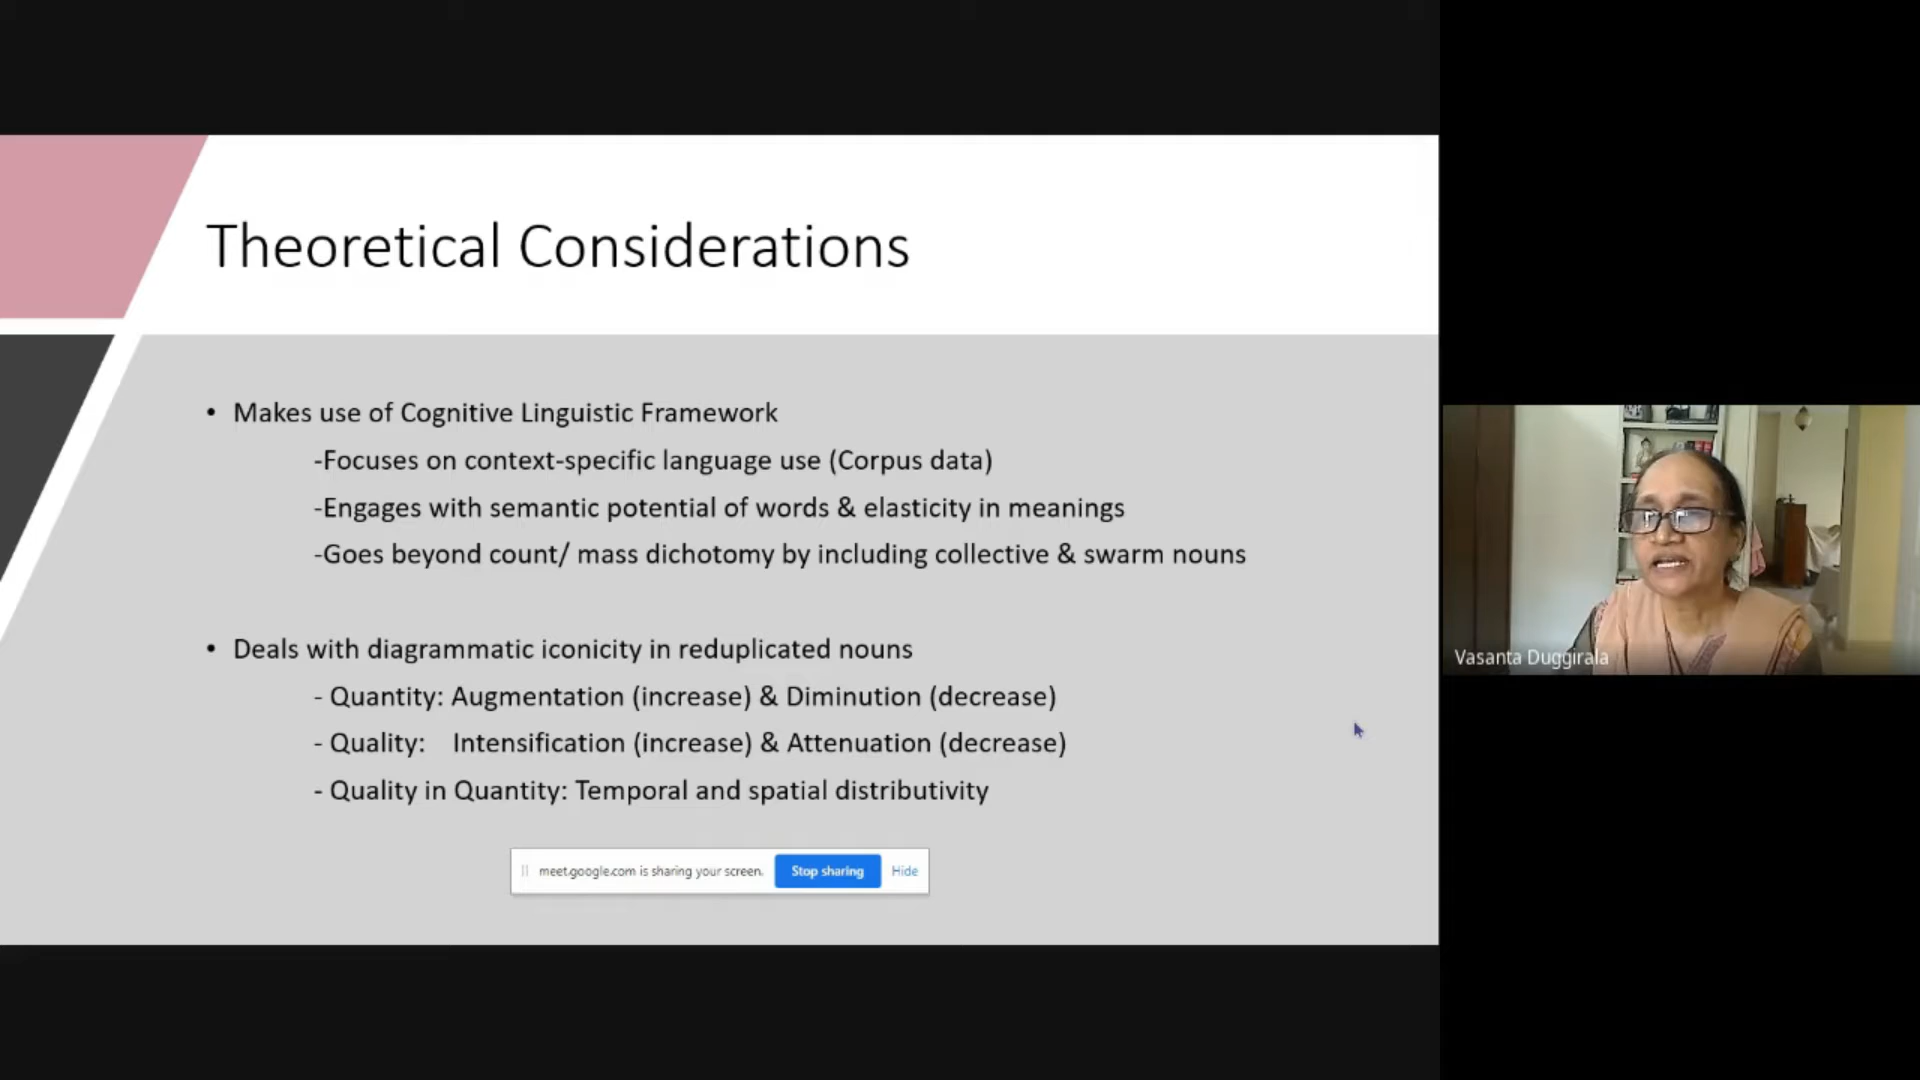 Theoretical Considerations
• Makes use of Cognitive Linguistic Framework
-Focuses on context-specific language use (Corpus data)
-Engages with semantic potential of words & elasticity in meanings
-Goes beyond count/ mass dichotomy by including collective & swarm nouns
• Deals with diagrammatic iconicity in reduplicated nouns
- Quantity: Augmentation (increase) & Diminution (decrease)
- Quality: Intensification (increase) & Attenuation (decrease)
- Quality in Quantity: Temporal and spatial distributivity
meet.google.com is sharing your screen. Stop sharing Hide
Vasanta Duggirala